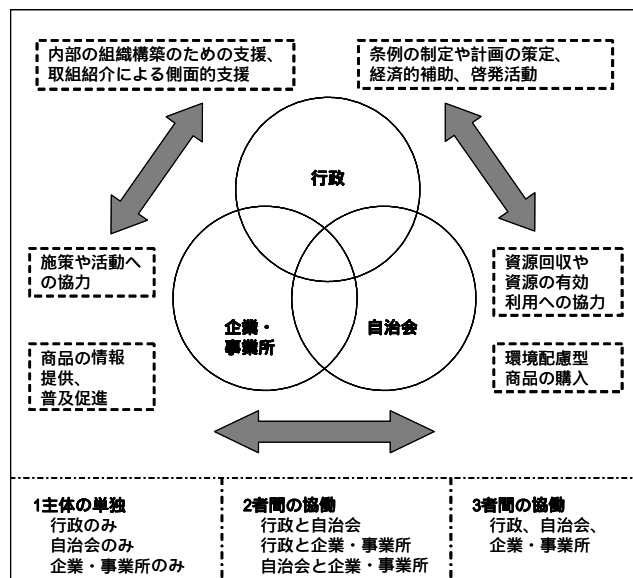 内部の組織構築のための支援、
取組紹介による側面的支援
条例の制定や計画の策定、
経済的補助、啓発活動
行政
施策や活動へ
の協力
資源回収や
資源の有効
利用への協力
企業・
事業所
自治会
商品の情報
提供、
普及促進
環境配慮型
商品の購入
1主体の単独
行政のみ
自治会のみ
企業・事業所のみ
2者間の協働
行政と自治会
行政と企業・事業所
自治会と企業・事業所
3者間の協働
行政、自治会、
企業・事業所